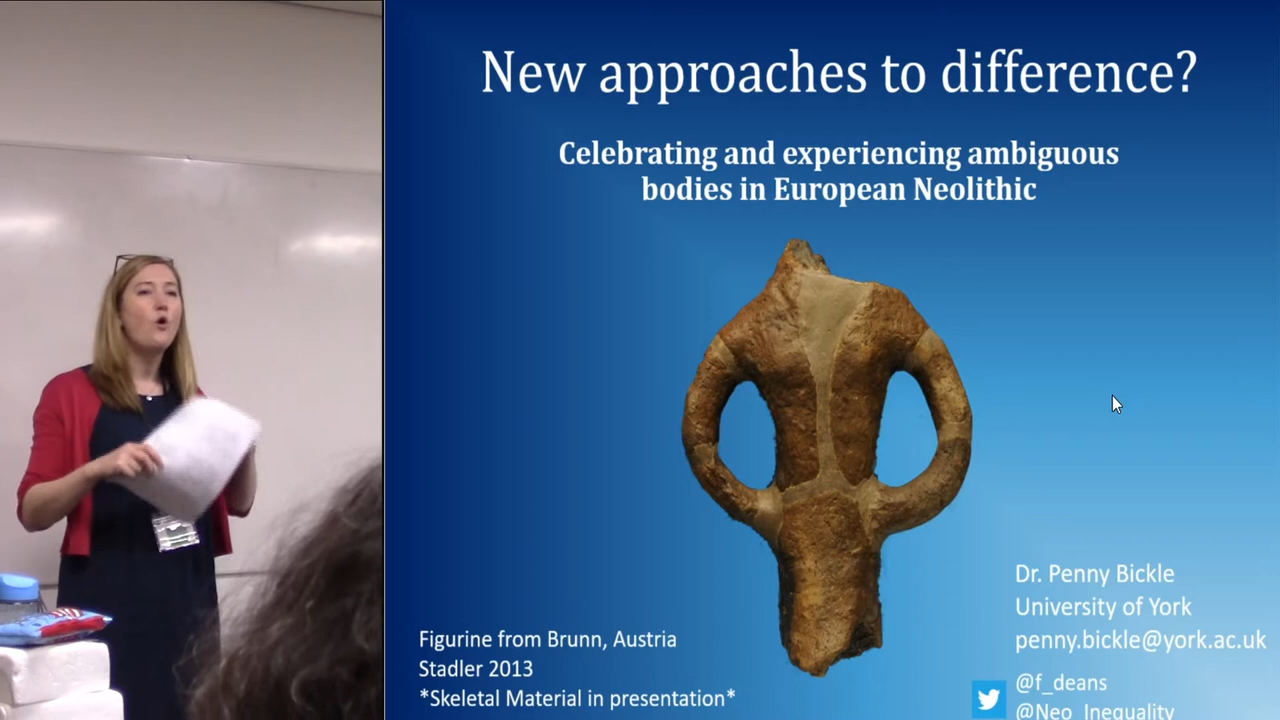 New approaches to difference?
Celebrating and experiencing ambiguous
bodies in European Neolithic
Figurine from Brunn, Austria
Stadler 2013
*Skeletal Material in presentation*
Dr. Penny Bickle
University of York
penny.bickle@york.ac.uk
@f_deans
@Neo_Inequality